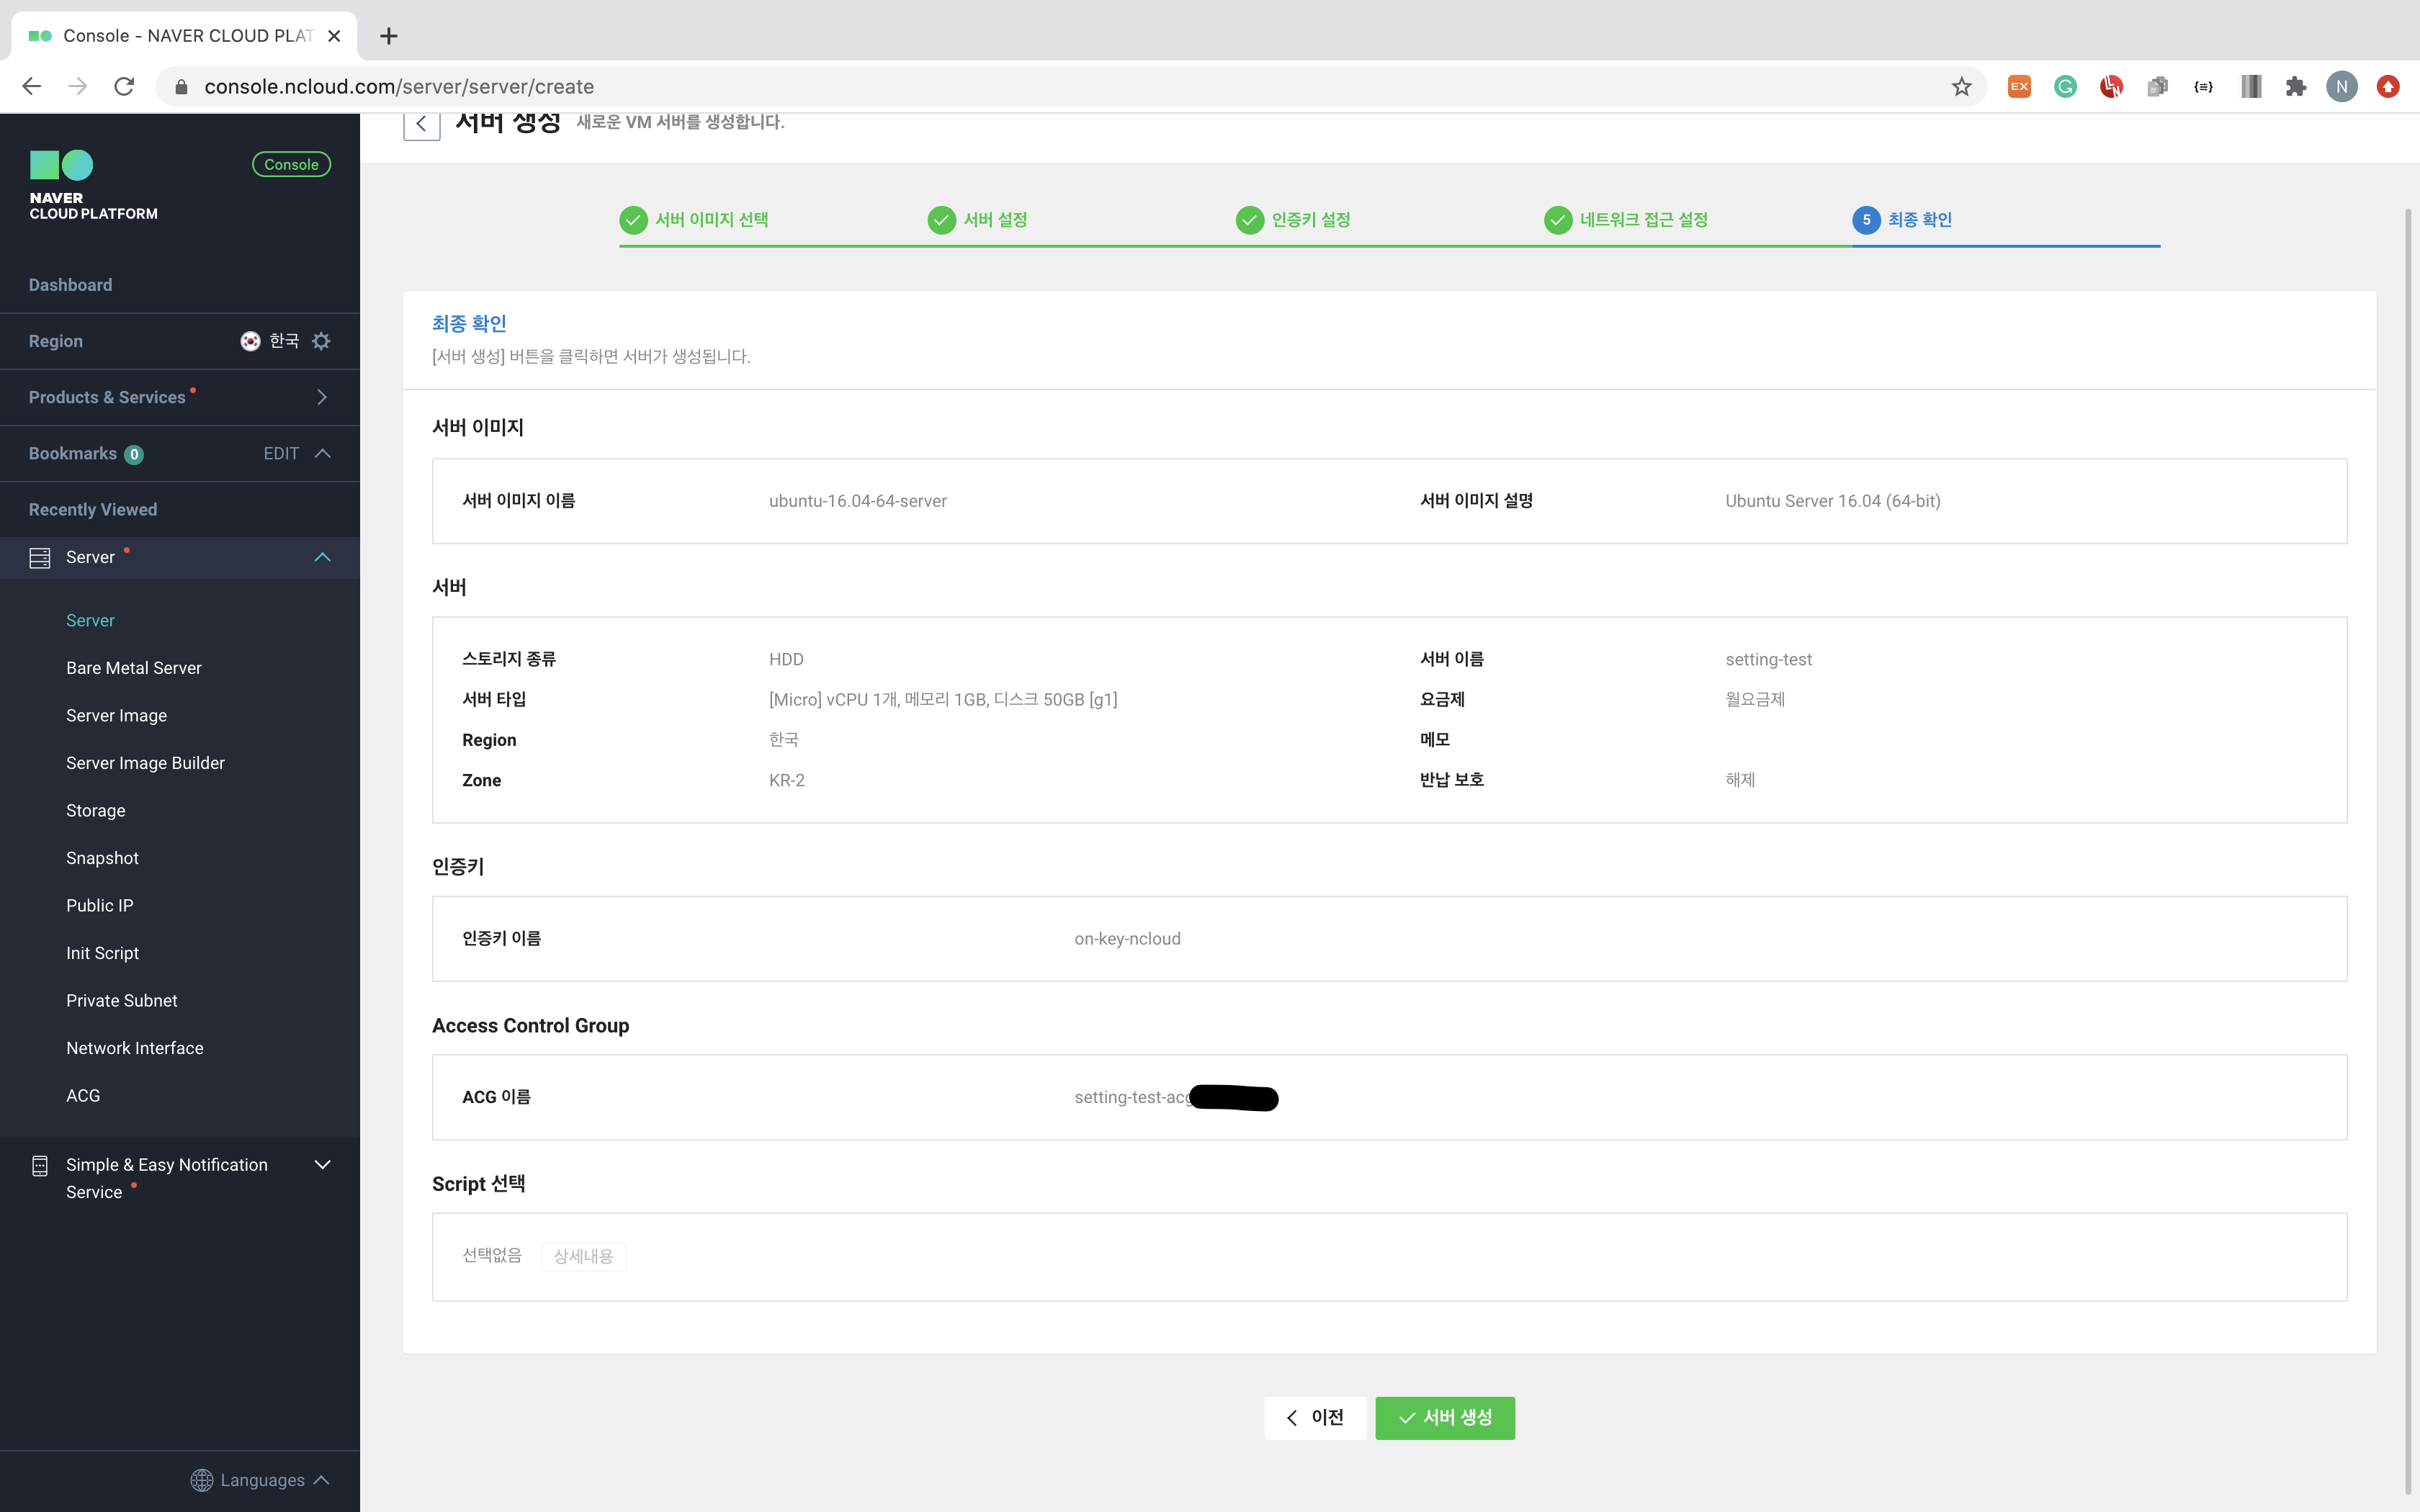 Console - NAVER CLOUD PLAT
console.ncloud.com/server/server/create
EX
N
NAVER
CLOUD PLATFORM
Console
Dashboard
Region 한국
Products & Services
Bookmarks 0 EDIT
Recently Viewed
Server
Server
Bare Metal Server
Server Image
Server Image Builder
Storage
Snapshot
Public IP
Init Script
Private Subnet
Network Interface
ACG
Simple & Easy Notification
Service
Languages
서버 생성 새로운 VM 서버를 생성합니다.
서버 이미지 선택 서버 설정 인증키 설정 네트워크 접근 설정 5 최종 확인
최종 확인
[서버 생성] 버튼을 클릭하면 서버가 생성됩니다.
서버 이미지
서버 이미지 이름 ubuntu-16.04-64-server 서버 이미지 설명 Ubuntu Server 16.04 (64-bit)
서버
스토리지 종류 HDD 서버 이름 setting-test
서버 타입 [Micro] vCPU 1개, 메모리 1GB, 디스크 50GB [g1] 요금제 월요금제
Region 한국 메모
Zone KR-2 반납 보호 해제
인증키
인증키 이름 on-key-ncloud
Access Control Group
ACG 이름 setting-test-acg
Script 선택
선택없음 상세내용
이전 서버 생성